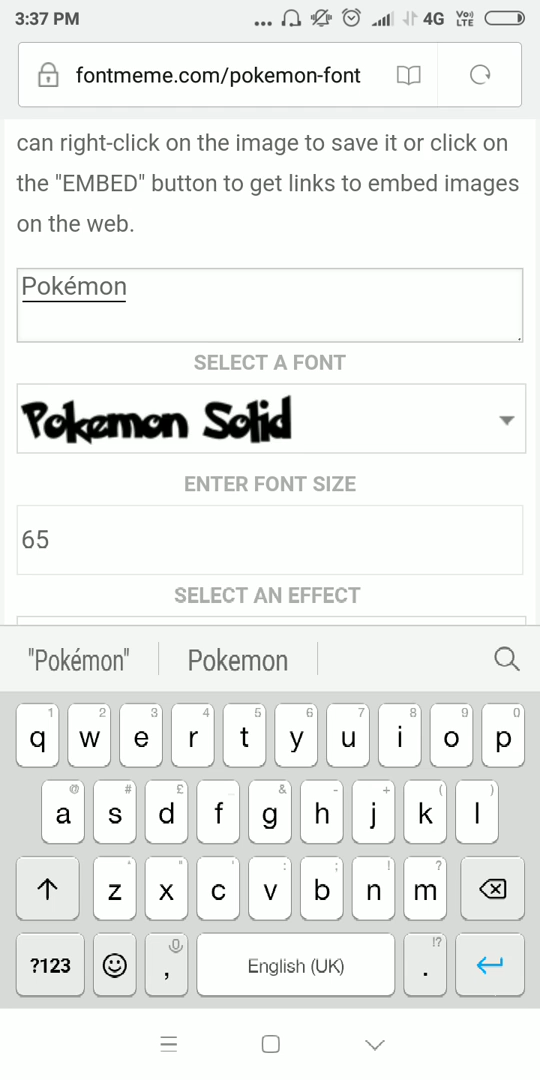 3:37 PM
... 4G Vo)) LTE
fontmeme.com/pokemon-font
can right-click on the image to save it or click on
the "EMBED" button to get links to embed images
on the web.
Pokémon
SELECT A FONT
Pokemon Solid
ENTER FONT SIZE
65
SELECT AN EFFECT
"Pokémon" Pokemon
1 2 3 4 5 6 7 8 9 0
q w e r t y u i o p
@ # £ _ & - + ( )
a s d f g h j k l
* " ' : ; ! ?
z x c v b n m
!?
?123 , English (UK) .